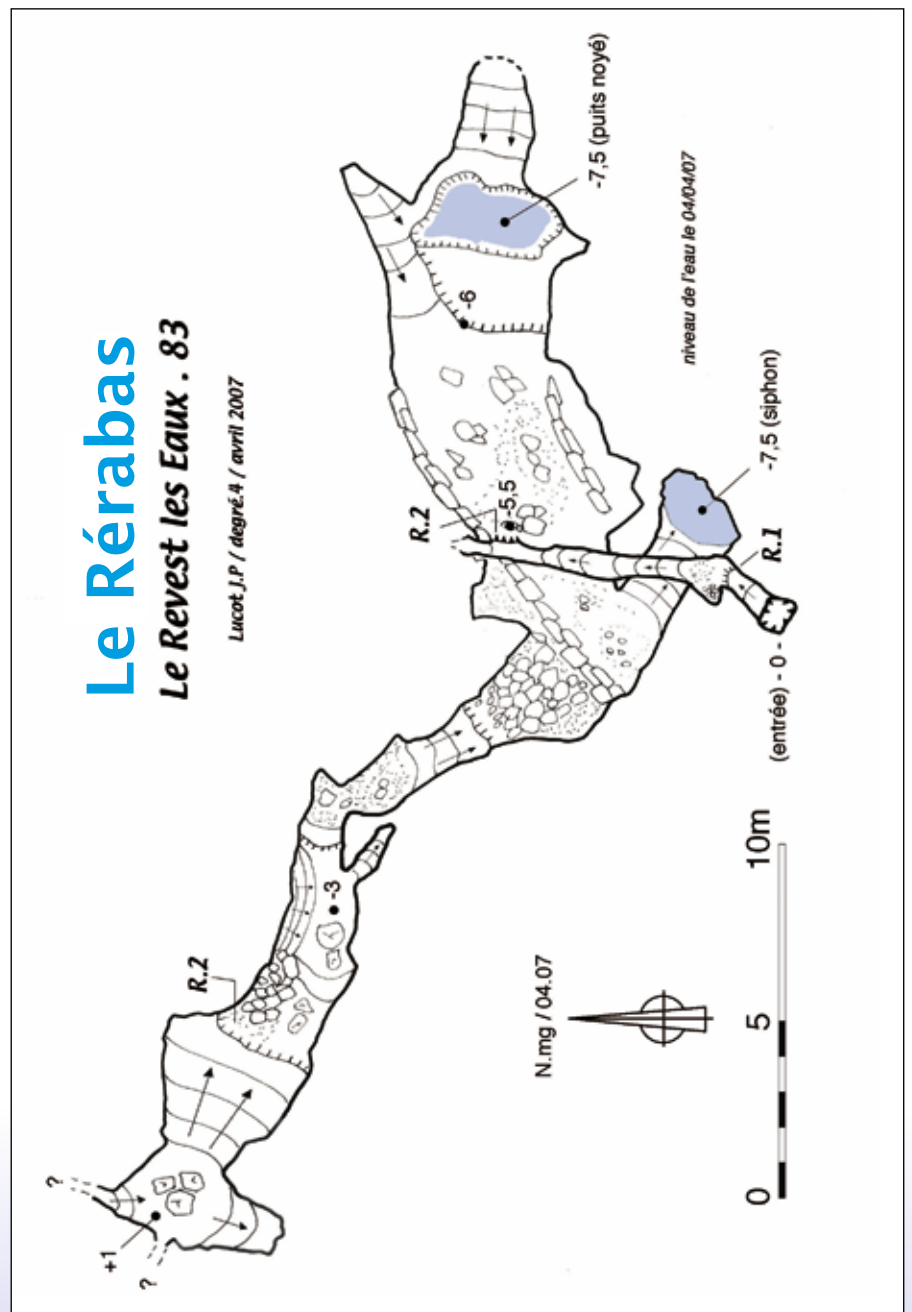 Le Rérabas
Le Revest les Eaux . 83
Lucot J.P / degré.4 / avril 2007
-7,5 (puits noyé)
-6
niveau de l'eau le 04/04/07
-7,5 (siphon)
R.2
-5,5
R.1
(entrée) - 0 -
-3
R.2
?
+1
?
N.mg / 04.07
0 5 10m